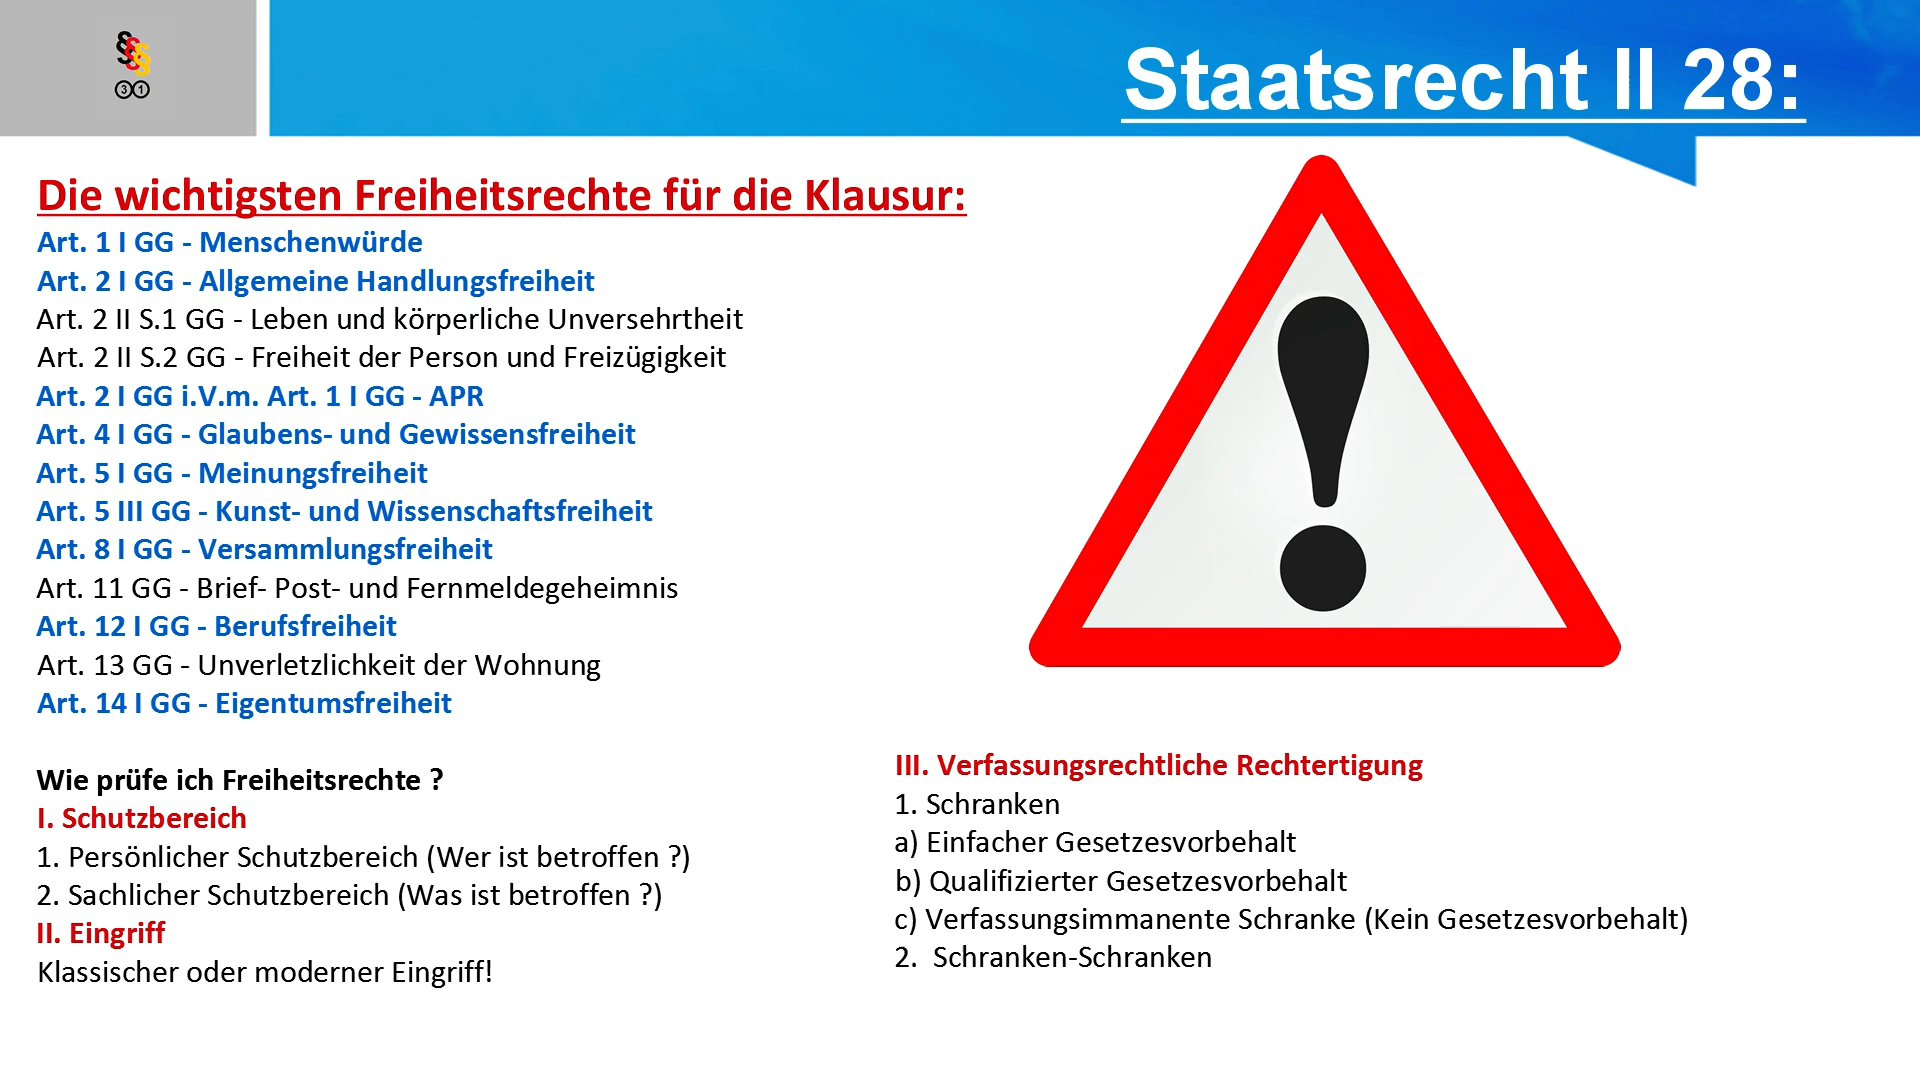 §§§
31
Staatsrecht II 28:
Die wichtigsten Freiheitsrechte für die Klausur:
Art. 1 I GG - Menschenwürde
Art. 2 I GG - Allgemeine Handlungsfreiheit
Art. 2 II S.1 GG - Leben und körperliche Unversehrtheit
Art. 2 II S.2 GG - Freiheit der Person und Freizügigkeit
Art. 2 I GG i.V.m. Art. 1 I GG - APR
Art. 4 I GG - Glaubens- und Gewissensfreiheit
Art. 5 I GG - Meinungsfreiheit
Art. 5 III GG - Kunst- und Wissenschaftsfreiheit
Art. 8 I GG - Versammlungsfreiheit
Art. 11 GG - Brief- Post- und Fernmeldegeheimnis
Art. 12 I GG - Berufsfreiheit
Art. 13 GG - Unverletzlichkeit der Wohnung
Art. 14 I GG - Eigentumsfreiheit
Wie prüfe ich Freiheitsrechte ?
I. Schutzbereich
1. Persönlicher Schutzbereich (Wer ist betroffen ?)
2. Sachlicher Schutzbereich (Was ist betroffen ?)
II. Eingriff
Klassischer oder moderner Eingriff!
III. Verfassungsrechtliche Rechtertigung
1. Schranken
a) Einfacher Gesetzesvorbehalt
b) Qualifizierter Gesetzesvorbehalt
c) Verfassungsimmanente Schranke (Kein Gesetzesvorbehalt)
2. Schranken-Schranken